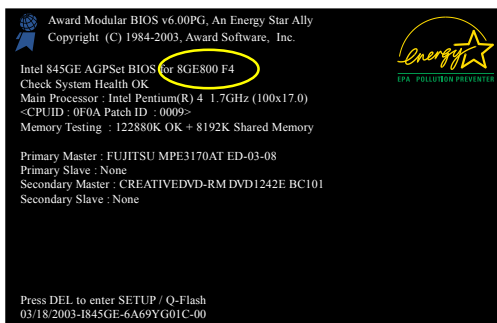 Award Modular BIOS v6.00PG, An Energy Star Ally
Copyright (C) 1984-2003, Award Software, Inc.
energy
EPA POLLUTION PREVENTER
Intel 845GE AGPSet BIOS for 8GE800 F4
Check System Health OK
Main Processor : Intel Pentium(R) 4 1.7GHz (100x17.0)
<CPUID : 0F0A Patch ID : 0009>
Memory Testing : 122880K OK + 8192K Shared Memory
Primary Master : FUJITSU MPE3170AT ED-03-08
Primary Slave : None
Secondary Master : CREATIVEDVD-RM DVD1242E BC101
Secondary Slave : None
Press DEL to enter SETUP / Q-Flash
03/18/2003-I845GE-6A69YG01C-00